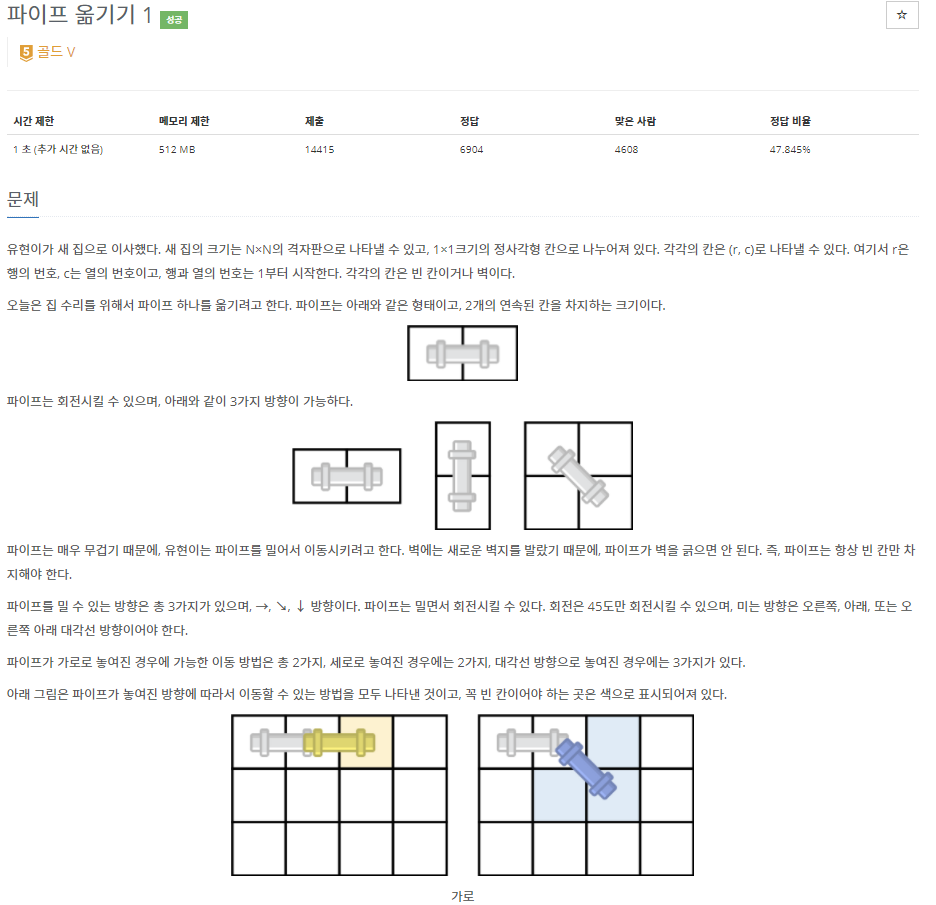 파이프 옮기기 1 성공
☆
5 골드 V
시간 제한 메모리 제한 제출 정답 맞은 사람 정답 비율
1 초 (추가 시간 없음) 512 MB 14415 6904 4608 47.845%
문제
유현이가 새 집으로 이사했다. 새 집의 크기는 N×N의 격자판으로 나타낼 수 있고, 1×1크기의 정사각형 칸으로 나누어져 있다. 각각의 칸은 (r, c)로 나타낼 수 있다. 여기서 r은
행의 번호, c는 열의 번호이고, 행과 열의 번호는 1부터 시작한다. 각각의 칸은 빈 칸이거나 벽이다.
오늘은 집 수리를 위해서 파이프 하나를 옮기려고 한다. 파이프는 아래와 같은 형태이고, 2개의 연속된 칸을 차지하는 크기이다.
파이프는 회전시킬 수 있으며, 아래와 같이 3가지 방향이 가능하다.
파이프는 매우 무겁기 때문에, 유현이는 파이프를 밀어서 이동시키려고 한다. 벽에는 새로운 벽지를 발랐기 때문에, 파이프가 벽을 긁으면 안 된다. 즉, 파이프는 항상 빈 칸만 차
지해야 한다.
파이프를 밀 수 있는 방향은 총 3가지가 있으며, →, ↘, ↓ 방향이다. 파이프는 밀면서 회전시킬 수 있다. 회전은 45도만 회전시킬 수 있으며, 미는 방향은 오른쪽, 아래, 또는 오
른쪽 아래 대각선 방향이어야 한다.
파이프가 가로로 놓여진 경우에 가능한 이동 방법은 총 2가지, 세로로 놓여진 경우에는 2가지, 대각선 방향으로 놓여진 경우에는 3가지가 있다.
아래 그림은 파이프가 놓여진 방향에 따라서 이동할 수 있는 방법을 모두 나타낸 것이고, 꼭 빈 칸이어야 하는 곳은 색으로 표시되어져 있다.
가로